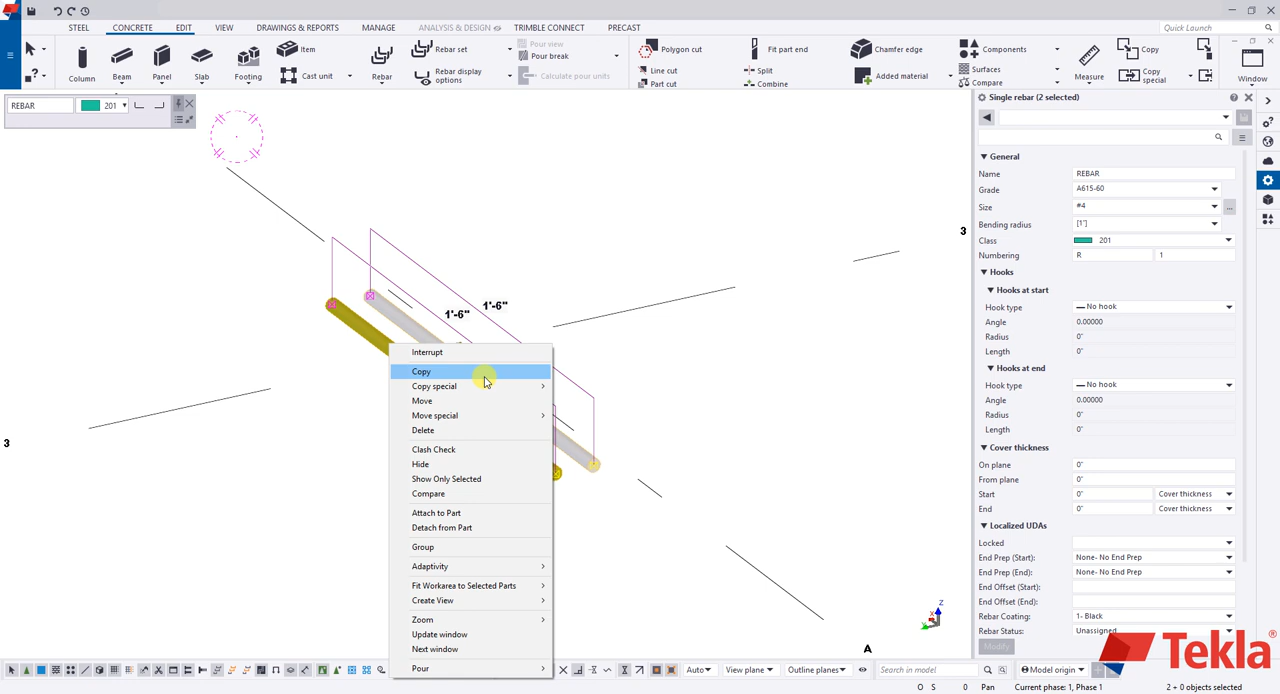 Quick Launch
STEEL CONCRETE EDIT VIEW DRAWINGS & REPORTS MANAGE ANALYSIS & DESIGN TRIMBLE CONNECT PRECAST
Column Beam Panel Slab Footing Item Cast unit Rebar Rebar set Rebar display options Pour view Pour break Calculate pour units Polygon cut Line cut Part cut Fit part end Split Combine Chamfer edge Added material Components Surfaces Compare Measure Copy Copy special Window
REBAR 201
Single rebar (2 selected)
General
Name REBAR
Grade A615-60
Size #4 ...
Bending radius [1"]
Class 201
Numbering R 1
Hooks
Hooks at start
Hook type No hook
Angle 0.00000
Radius 0"
Length 0"
Hooks at end
Hook type No hook
Angle 0.00000
Radius 0"
Length 0"
Cover thickness
On plane 0"
From plane 0"
Start 0" Cover thickness
End 0" Cover thickness
Localized UDAs
Locked
End Prep (Start): None- No End Prep
End Prep (End): None- No End Prep
End Offset (Start):
End Offset (End):
Rebar Coating: 1- Black
Rebar Status: Unassigned
Modify
3
1'-6" 1'-6"
3
A
Interrupt
Copy
Copy special
Move
Move special
Delete
Clash Check
Hide
Show Only Selected
Compare
Attach to Part
Detach from Part
Group
Adaptivity
Fit Workarea to Selected Parts
Create View
Zoom
Update window
Next window
Pour
Z
X
Y
Tekla®
Auto View plane Outline planes Search in model Model origin
O S 0 Pan Current phase: 1, Phase 1 2 + 0 objects selected